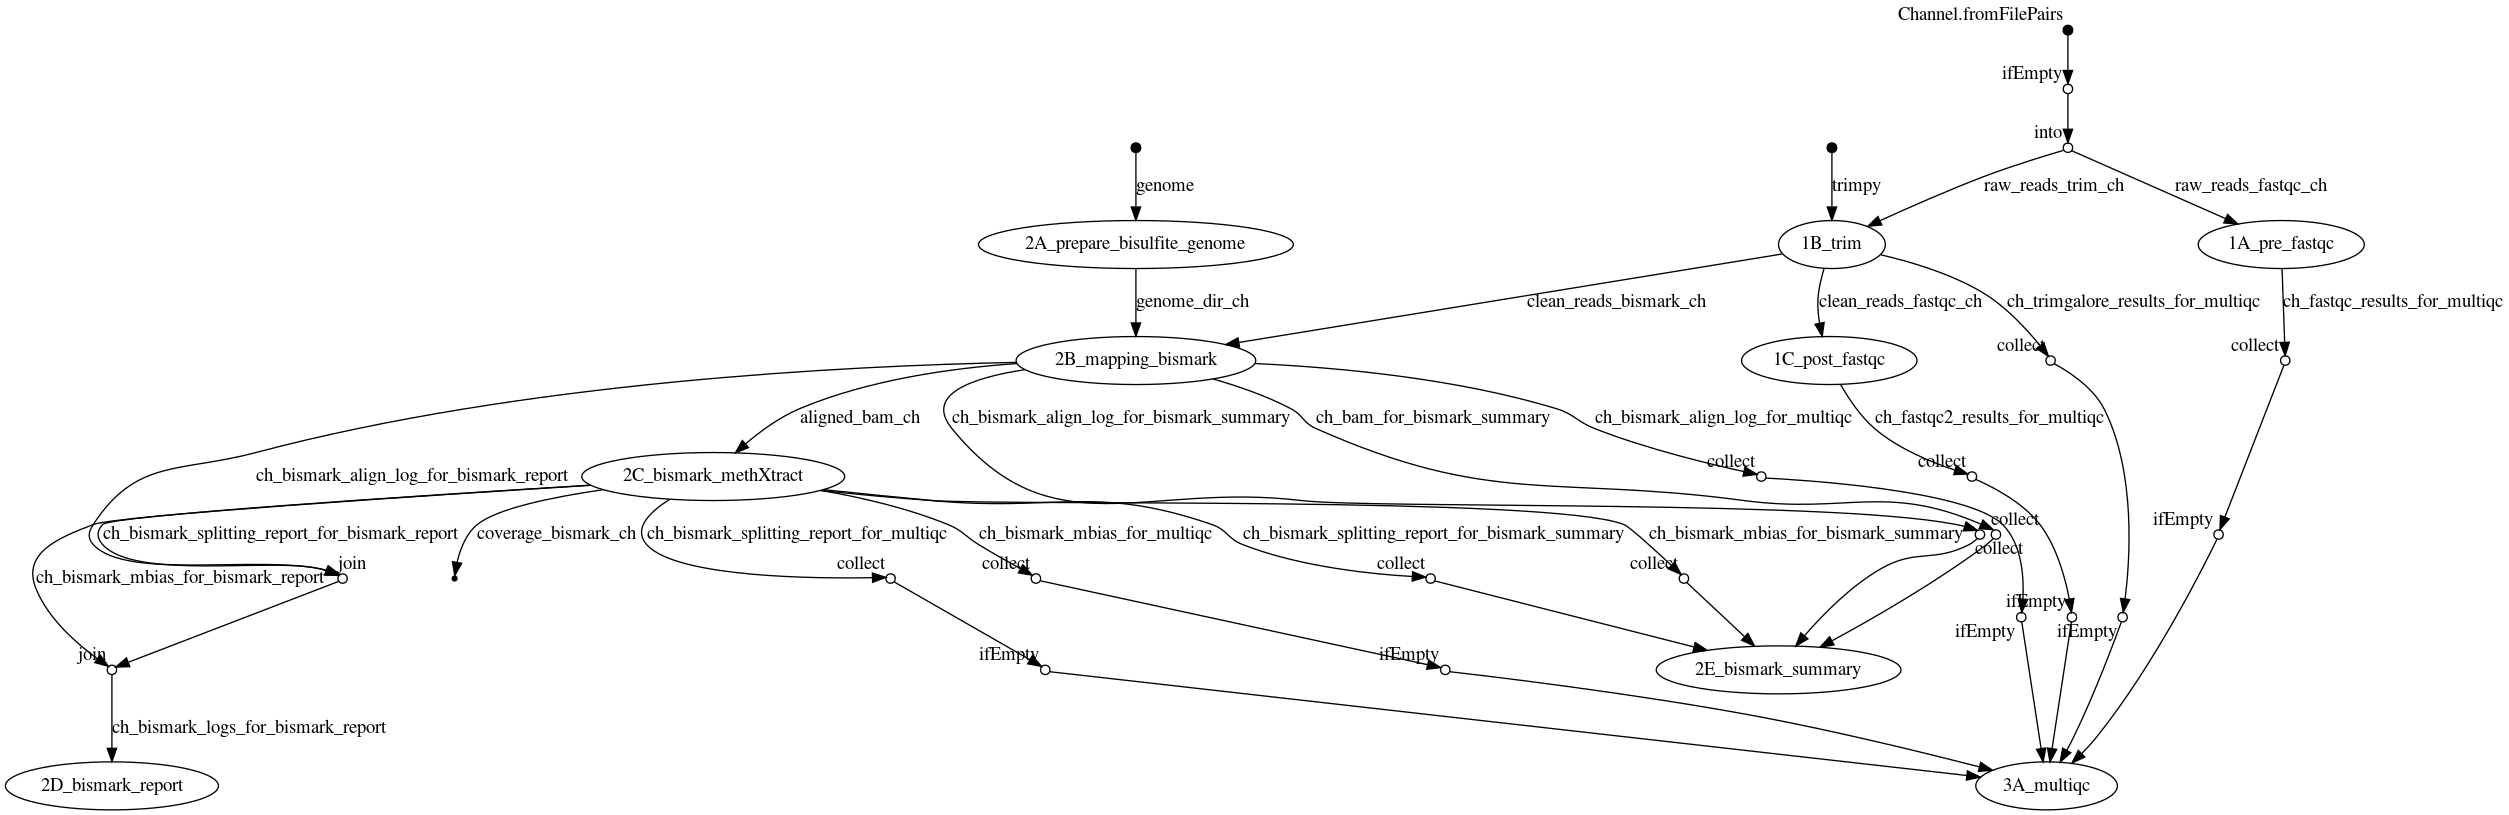 Channel.fromFilePairs
ifEmpty
into
genome
trimpy
raw_reads_trim_ch
raw_reads_fastqc_ch
2A_prepare_bisulfite_genome
1B_trim
1A_pre_fastqc
genome_dir_ch
clean_reads_bismark_ch
clean_reads_fastqc_ch
ch_trimgalore_results_for_multiqc
ch_fastqc_results_for_multiqc
collect
collect
2B_mapping_bismark
1C_post_fastqc
aligned_bam_ch
ch_bismark_align_log_for_bismark_summary
ch_bam_for_bismark_summary
ch_bismark_align_log_for_multiqc
ch_fastqc2_results_for_multiqc
collect
collect
ch_bismark_align_log_for_bismark_report
2C_bismark_methXtract
collect
ifEmpty
ch_bismark_splitting_report_for_bismark_report
coverage_bismark_ch
ch_bismark_splitting_report_for_multiqc
ch_bismark_mbias_for_multiqc
ch_bismark_splitting_report_for_bismark_summary
ch_bismark_mbias_for_bismark_summary
collect
join
collect
collect
collect
collect
ch_bismark_mbias_for_bismark_report
ifEmpty
ifEmpty
ifEmpty
join
ifEmpty
ifEmpty
2E_bismark_summary
ch_bismark_logs_for_bismark_report
2D_bismark_report
3A_multiqc